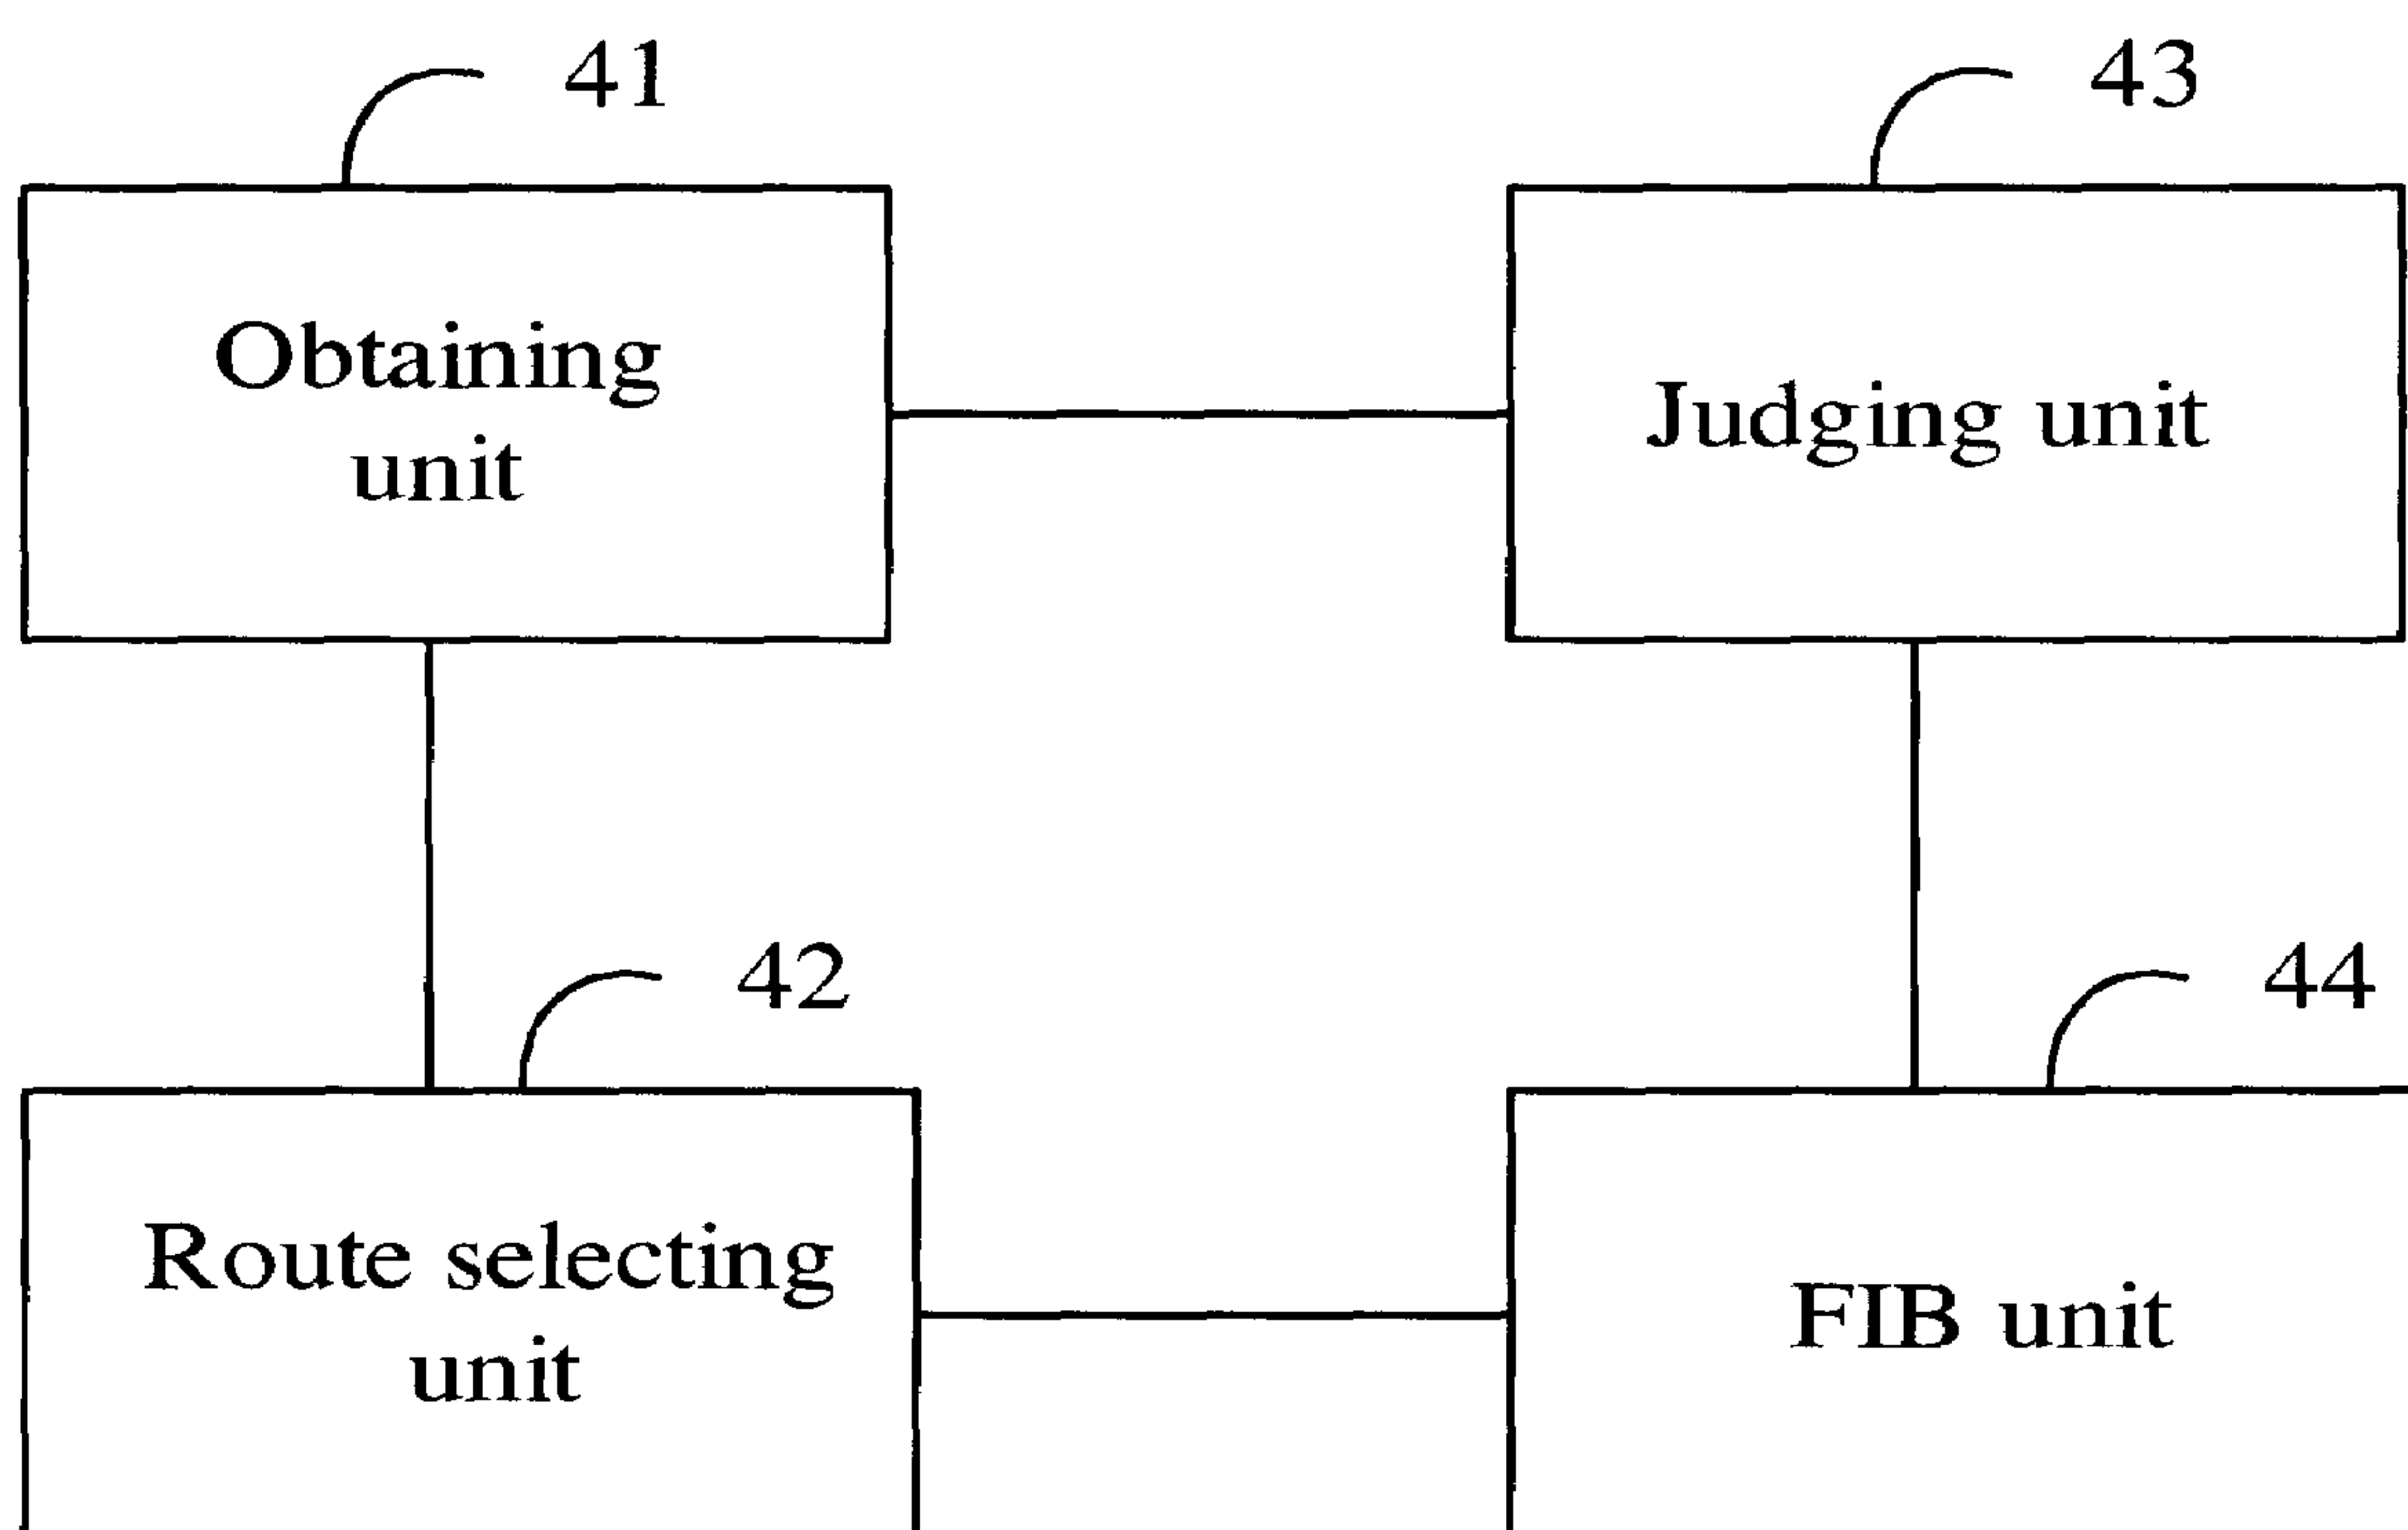 41
43
Obtaining
unit
Judging unit
42
44
Route selecting
unit
FIB unit